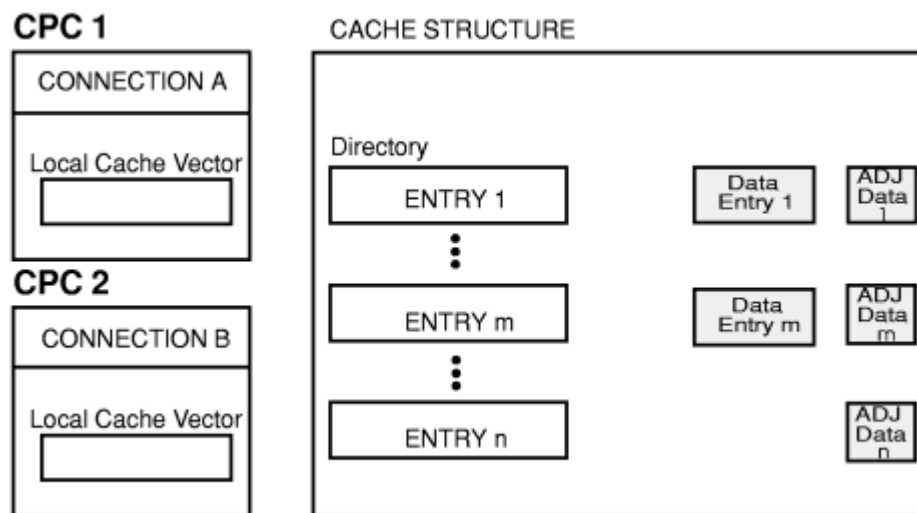 CPC 1
CONNECTION A
Local Cache Vector
CPC 2
CONNECTION B
Local Cache Vector
CACHE STRUCTURE
Directory
ENTRY 1
Data
Entry 1
ADJ
Data
1
ENTRY m
Data
Entry m
ADJ
Data
m
ENTRY n
ADJ
Data
n